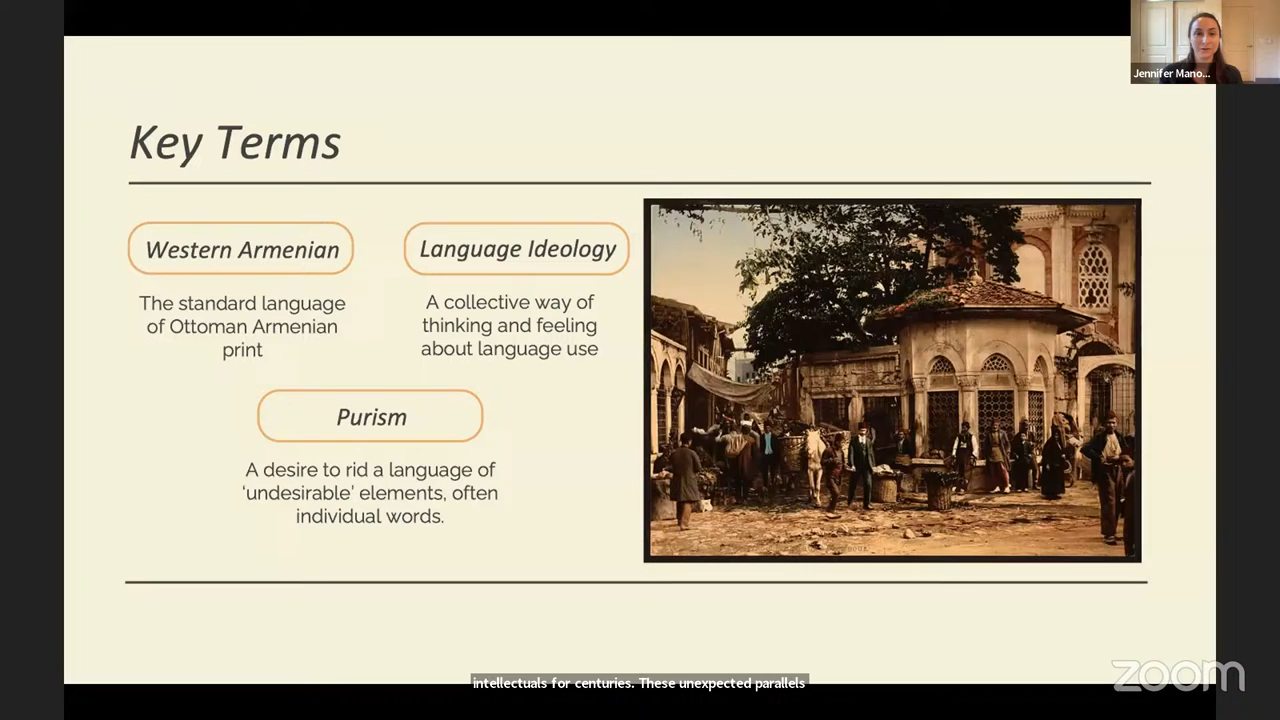 Jennifer Mano...
Key Terms
Western Armenian
The standard language
of Ottoman Armenian
print
Language Ideology
A collective way of
thinking and feeling
about language use
Purism
A desire to rid a language of
‘undesirable’ elements, often
individual words.
intellectuals for centuries. These unexpected parallels
zoom